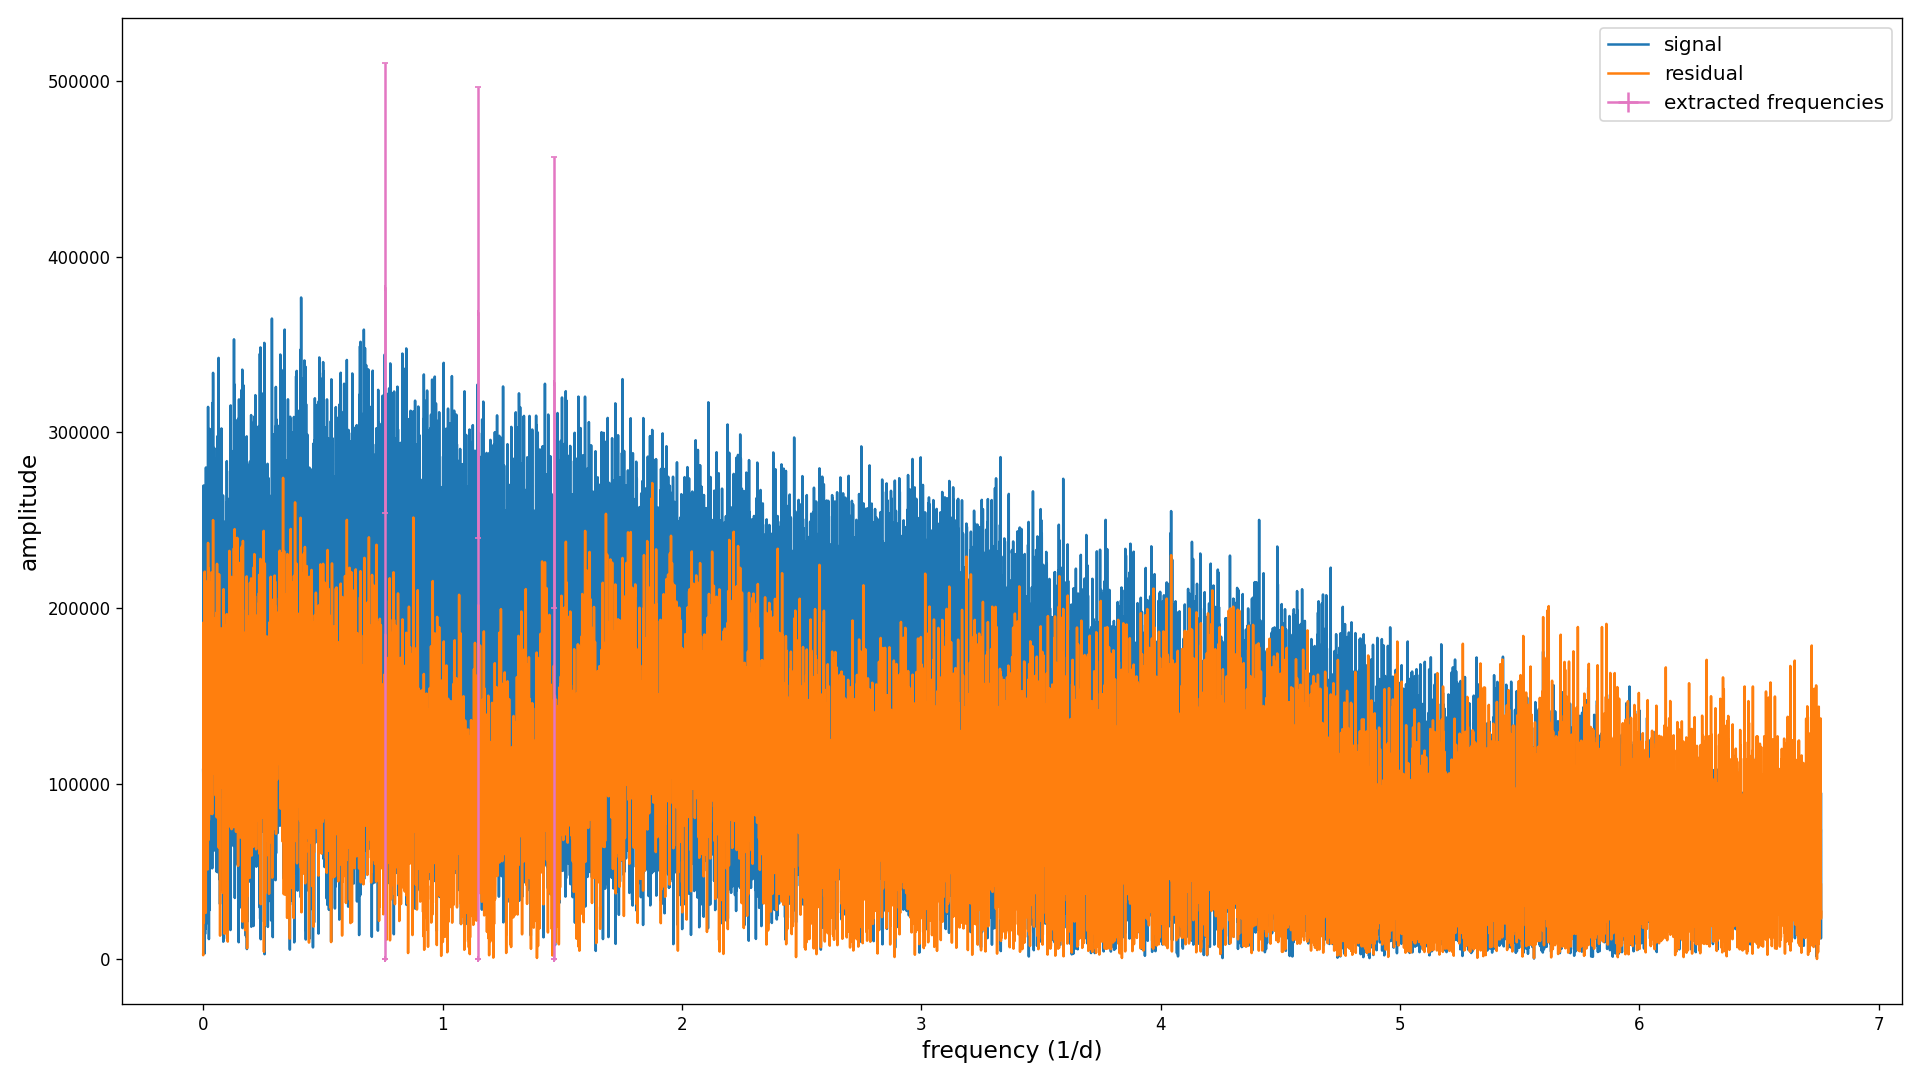 signal
residual
extracted frequencies
500000
400000
300000
200000
100000
0
amplitude
0 1 2 3 4 5 6 7
frequency (1/d)